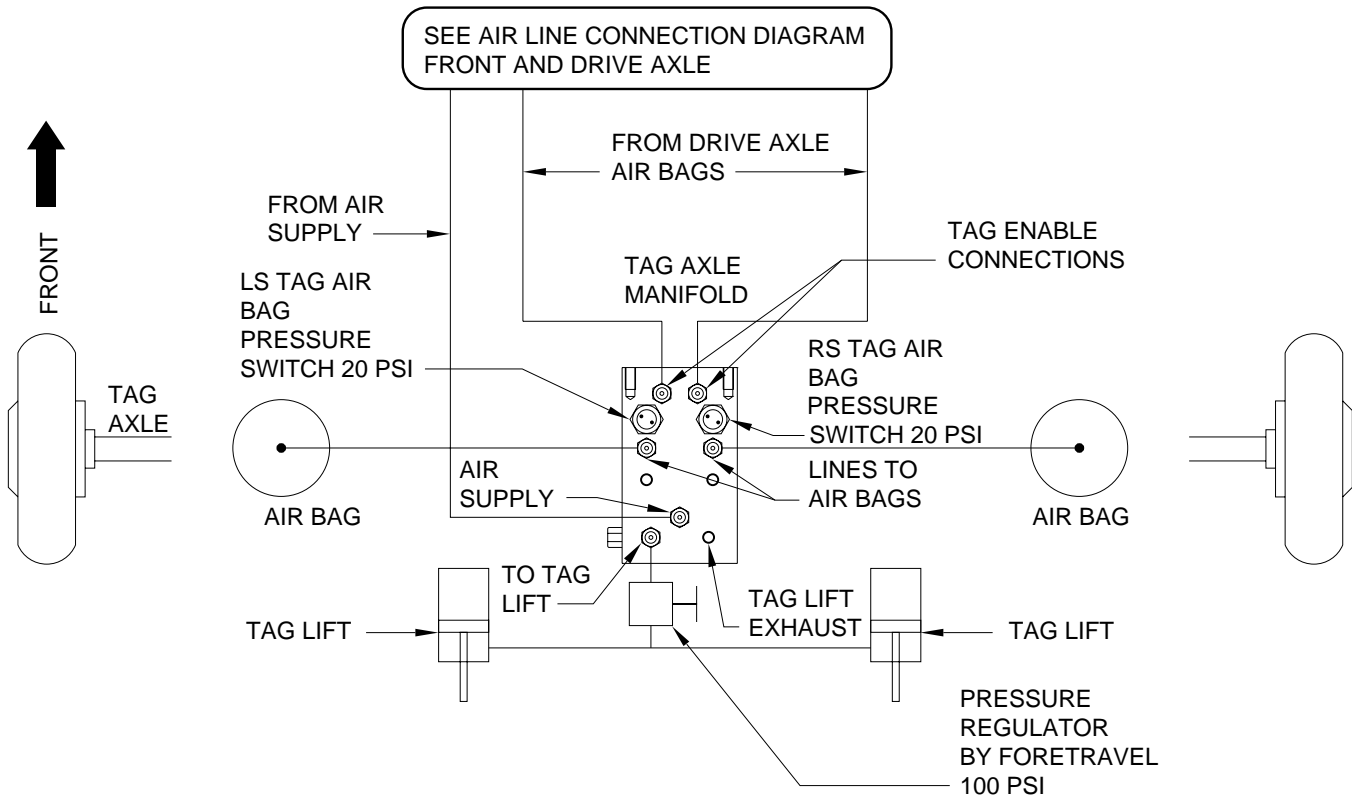 SEE AIR LINE CONNECTION DIAGRAM
FRONT AND DRIVE AXLE
FROM DRIVE AXLE
AIR BAGS
FROM AIR
SUPPLY
TAG ENABLE
CONNECTIONS
FRONT
TAG AXLE
MANIFOLD
LS TAG AIR
BAG
PRESSURE
SWITCH 20 PSI
RS TAG AIR
BAG
PRESSURE
SWITCH 20 PSI
TAG
AXLE
AIR
SUPPLY
LINES TO
AIR BAGS
AIR BAG
AIR BAG
TO TAG
LIFT
TAG LIFT
EXHAUST
TAG LIFT
TAG LIFT
PRESSURE
REGULATOR
BY FORETRAVEL
100 PSI